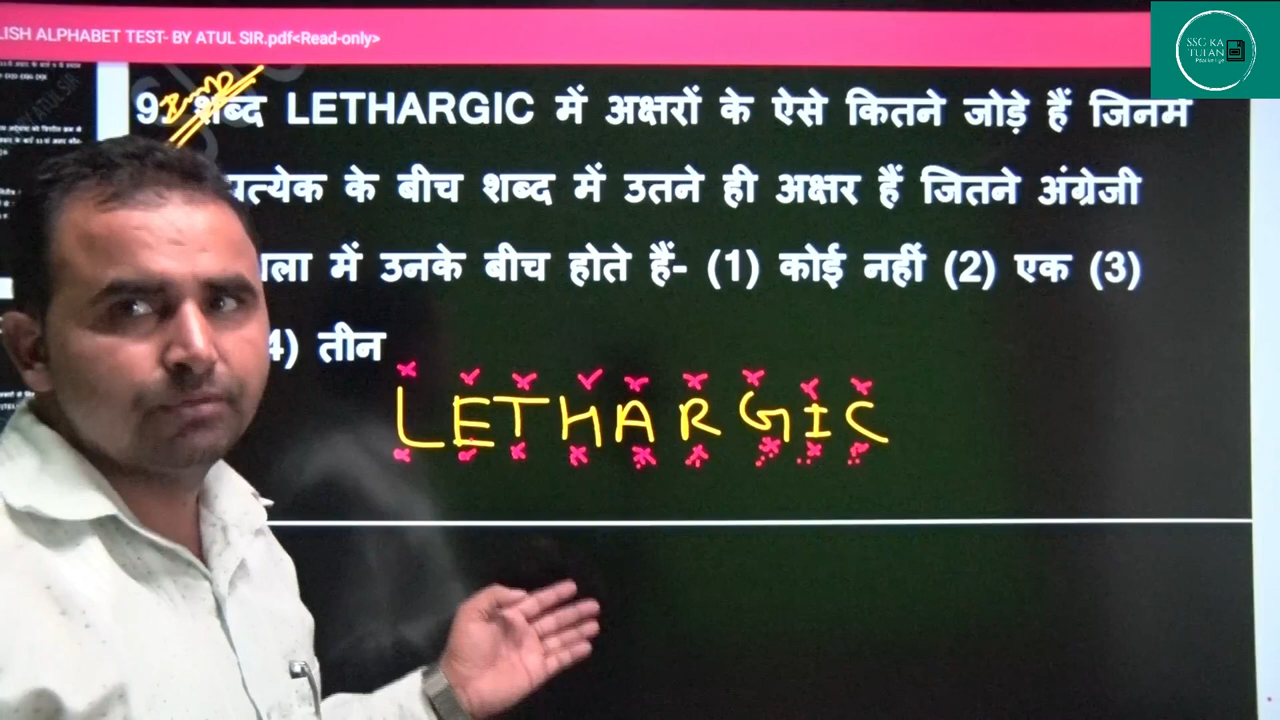 LISH ALPHABET TEST- BY ATUL SIR.pdf<Read-only>
SSC KA
TUFAN
9. शब्द LETHARGIC में अक्षरों के ऐसे कितने जोड़े हैं जिनमें
प्रत्येक के बीच शब्द में उतने ही अक्षर हैं जितने अंग्रेजी
ला में उनके बीच होते हैं- (1) कोई नहीं (2) एक (3)
4) तीन
LETHARGIC